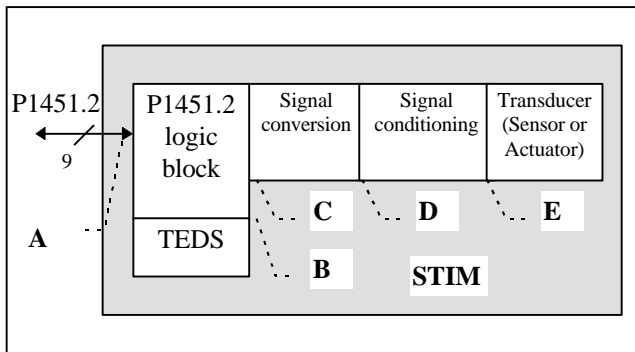 P1451.2
9
A
P1451.2
logic
block
TEDS
Signal
conversion
Signal
conditioning
Transducer
(Sensor or
Actuator)
C
D
E
B
STIM